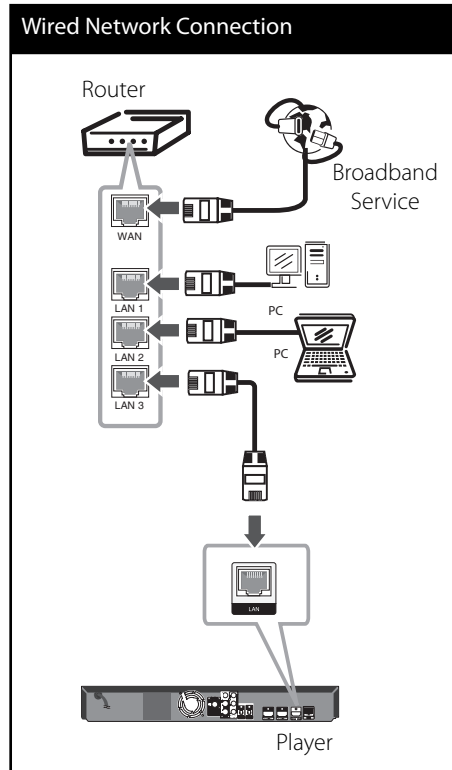 Wired Network Connection
Router
Broadband
Service
WAN
LAN 1
PC
LAN 2
PC
LAN 3
LAN
Player